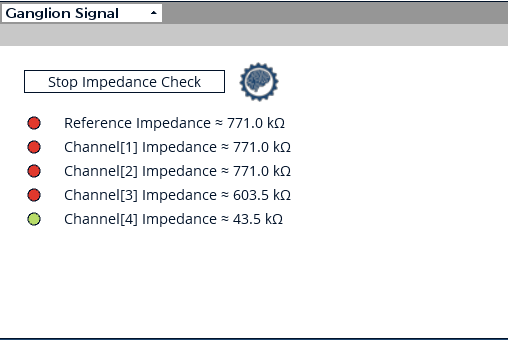 Ganglion Signal
Stop Impedance Check
Reference Impedance ≈ 771.0 kΩ
Channel[1] Impedance ≈ 771.0 kΩ
Channel[2] Impedance ≈ 771.0 kΩ
Channel[3] Impedance ≈ 603.5 kΩ
Channel[4] Impedance ≈ 43.5 kΩ